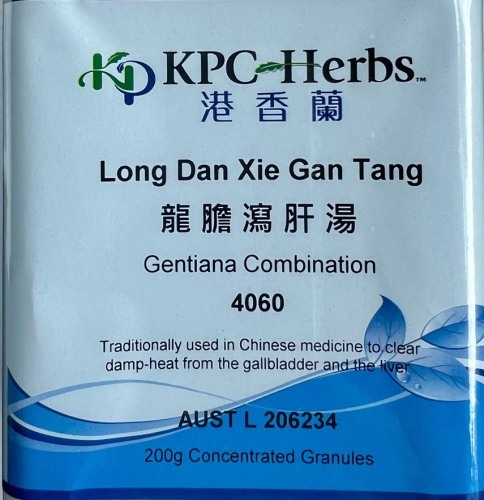 KP KPC Herbs™
港香蘭
Long Dan Xie Gan Tang
龍膽瀉肝湯
Gentiana Combination
4060
Traditionally used in Chinese medicine to clear
damp-heat from the gallbladder and the liver
AUST L 206234
200g Concentrated Granules